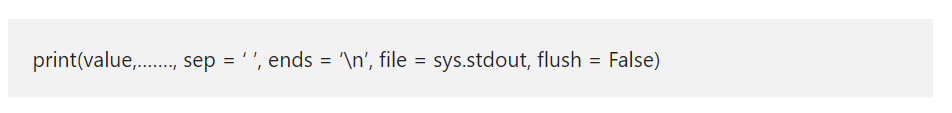 print(value,......., sep = ‘ ’, ends = ‘\n’, file = sys.stdout, flush = False)